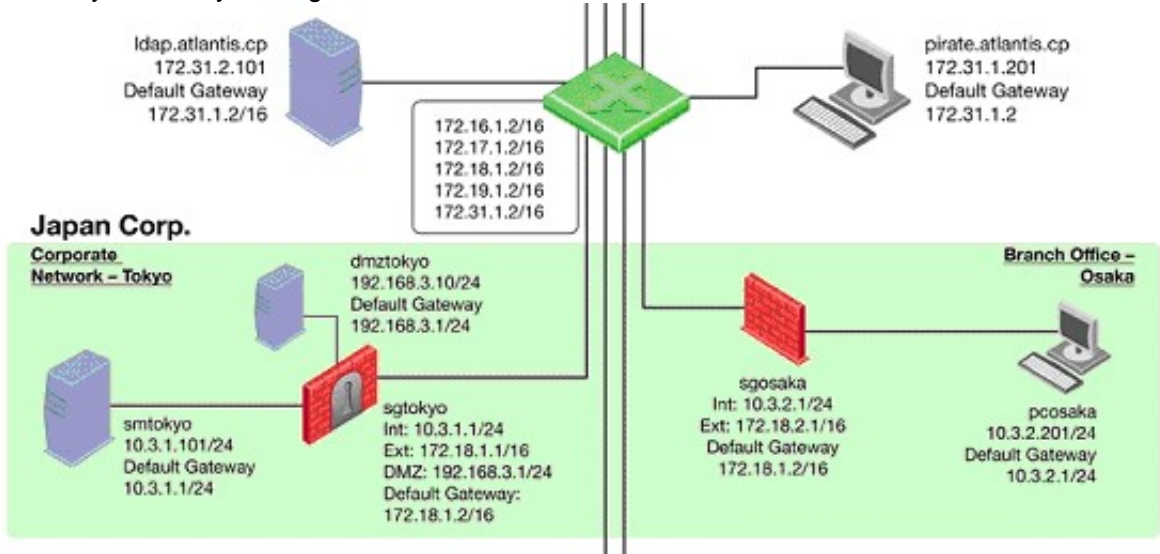 ldap.atlantis.cp
172.31.2.101
Default Gateway
172.31.1.2/16
pirate.atlantis.cp
172.31.1.201
Default Gateway
172.31.1.2
172.16.1.2/16
172.17.1.2/16
172.18.1.2/16
172.19.1.2/16
172.31.1.2/16
Japan Corp.
Corporate
Network – Tokyo
dmztokyo
192.168.3.10/24
Default Gateway
192.168.3.1/24
Branch Office –
Osaka
smtokyo
10.3.1.101/24
Default Gateway
10.3.1.1/24
sgtokyo
Int: 10.3.1.1/24
Ext: 172.18.1.1/16
DMZ: 192.168.3.1/24
Default Gateway:
172.18.1.2/16
sgosaka
Int: 10.3.2.1/24
Ext: 172.18.2.1/16
Default Gateway
172.18.1.2/16
pcosaka
10.3.2.201/24
Default Gateway
10.3.2.1/24